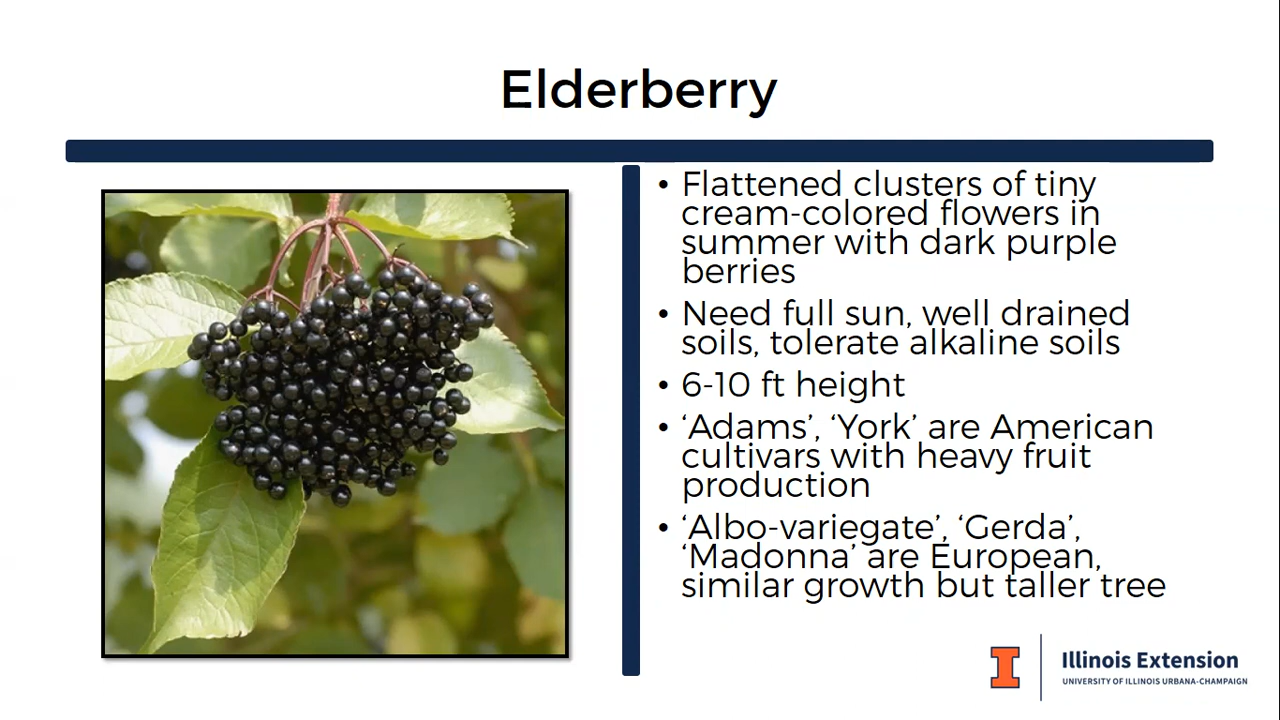 Elderberry
• Flattened clusters of tiny
cream-colored flowers in
summer with dark purple
berries
• Need full sun, well drained
soils, tolerate alkaline soils
• 6-10 ft height
• ‘Adams’, ‘York’ are American
cultivars with heavy fruit
production
• ‘Albo-variegate’, ‘Gerda’,
‘Madonna’ are European,
similar growth but taller tree
Illinois Extension
UNIVERSITY OF ILLINOIS URBANA-CHAMPAIGN